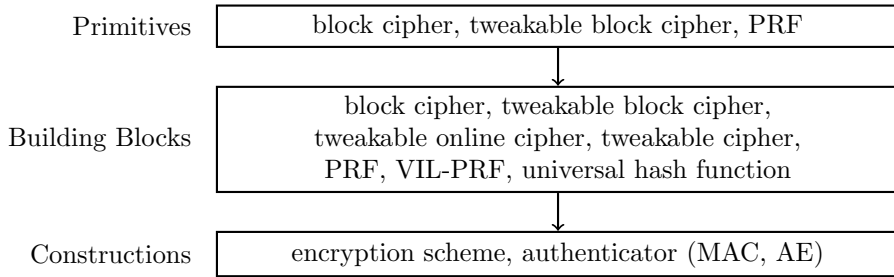 Primitives
block cipher, tweakable block cipher, PRF
Building Blocks
block cipher, tweakable block cipher,
tweakable online cipher, tweakable cipher,
PRF, VIL-PRF, universal hash function
Constructions
encryption scheme, authenticator (MAC, AE)